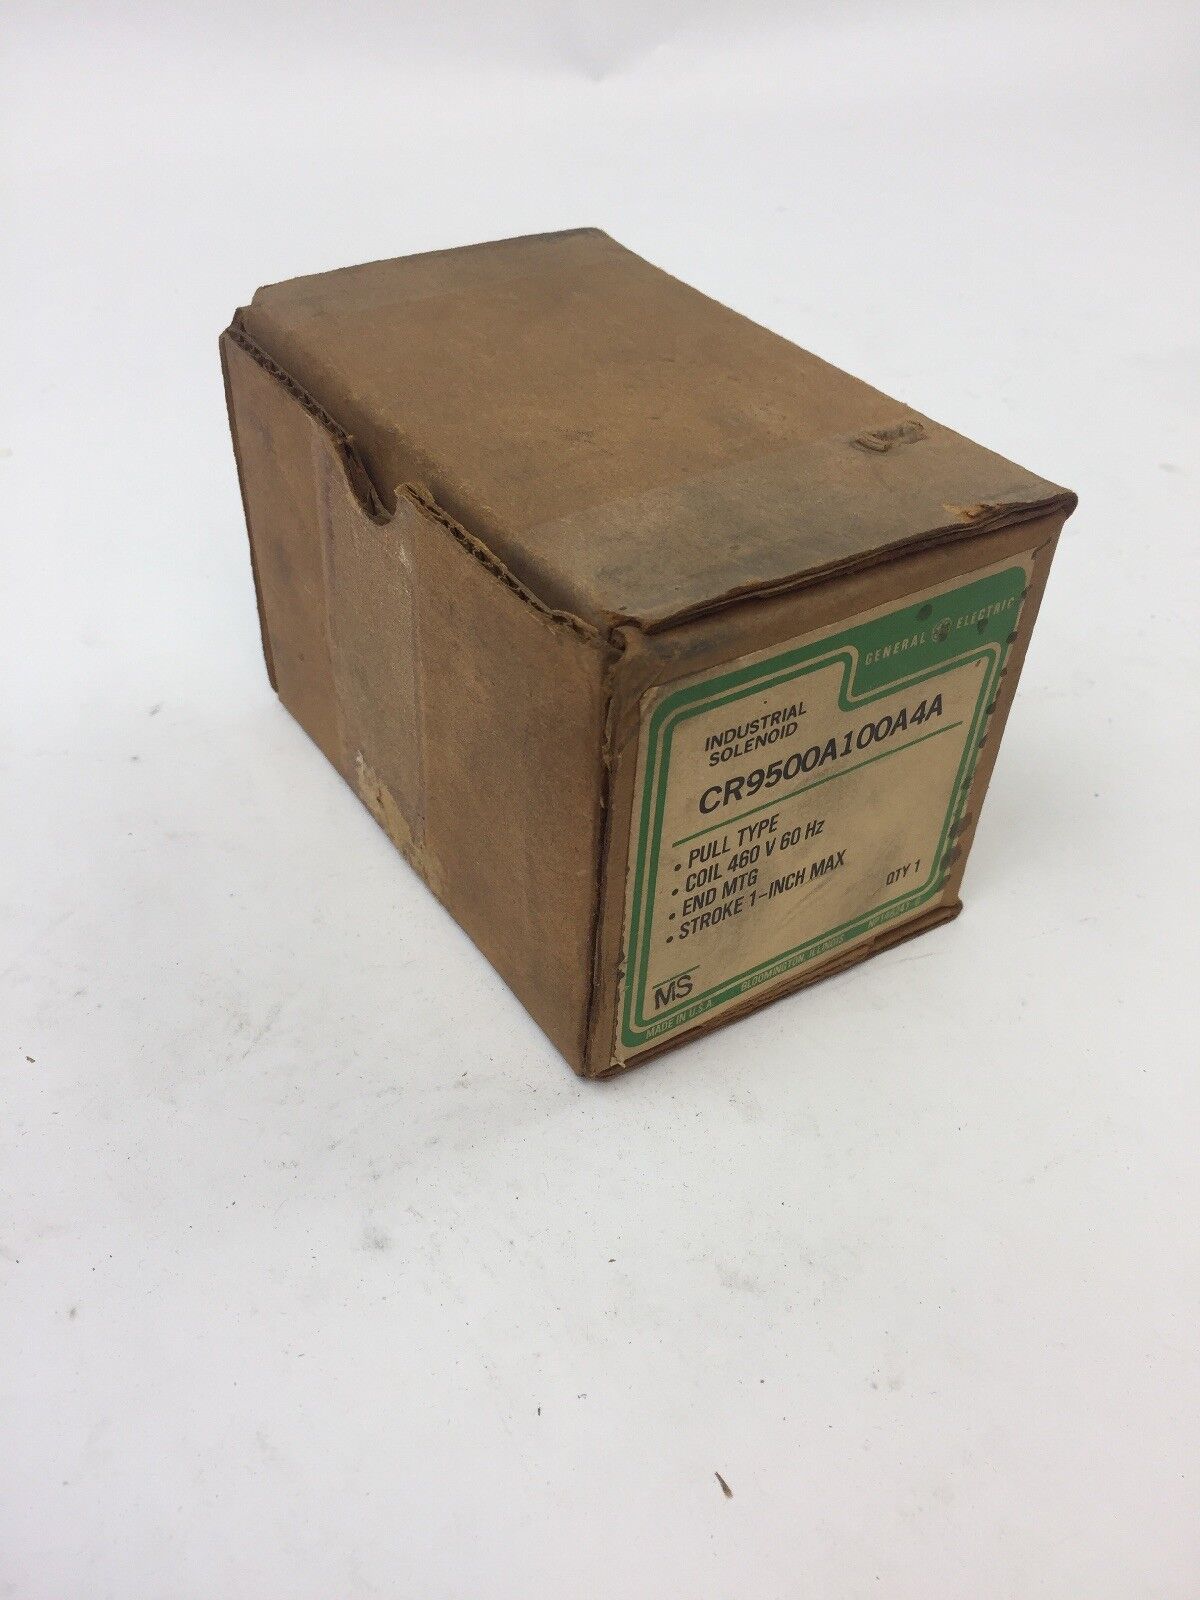 GENERAL GE ELECTRIC
INDUSTRIAL
SOLENOID
CR9500A100A4A
• PULL TYPE
• COIL 460 V 60 Hz
• END MTG
• STROKE 1-INCH MAX
QTY 1
MS
MADE IN U.S.A. BLOOMINGTON, ILLINOIS